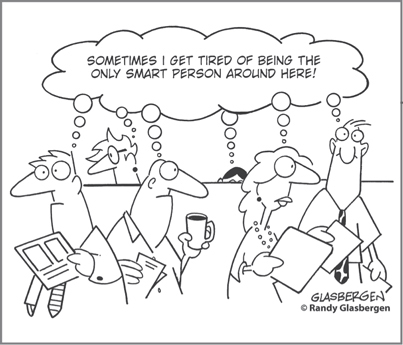 SOMETIMES I GET TIRED OF BEING THE
ONLY SMART PERSON AROUND HERE!
GLASBERGEN
© Randy Glasbergen